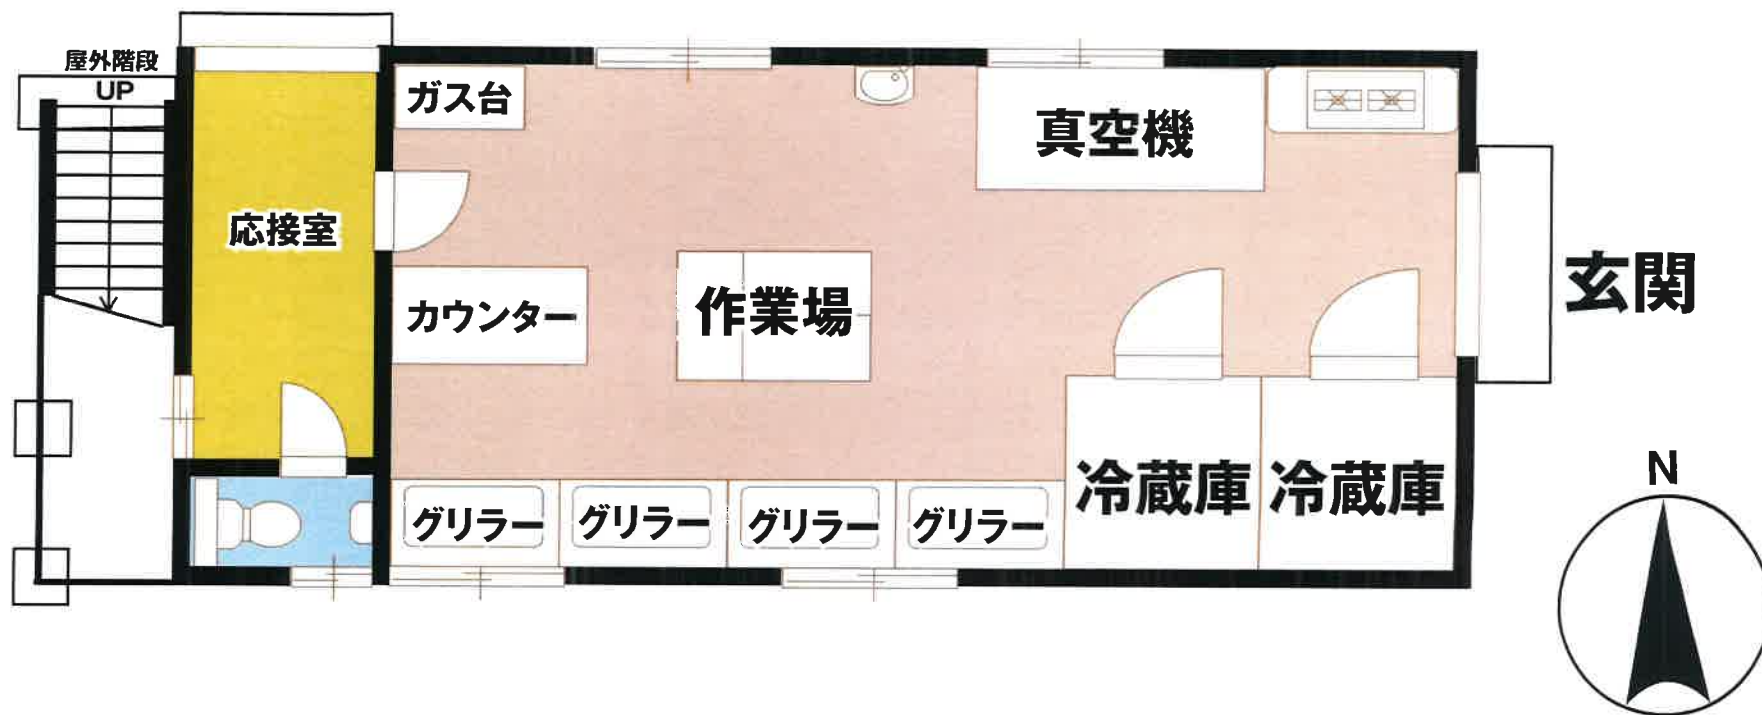 屋外階段
UP
ガス台
真空機
応接室
カウンター
作業場
玄関
グリラー
グリラー
グリラー
グリラー
冷蔵庫
冷蔵庫
N